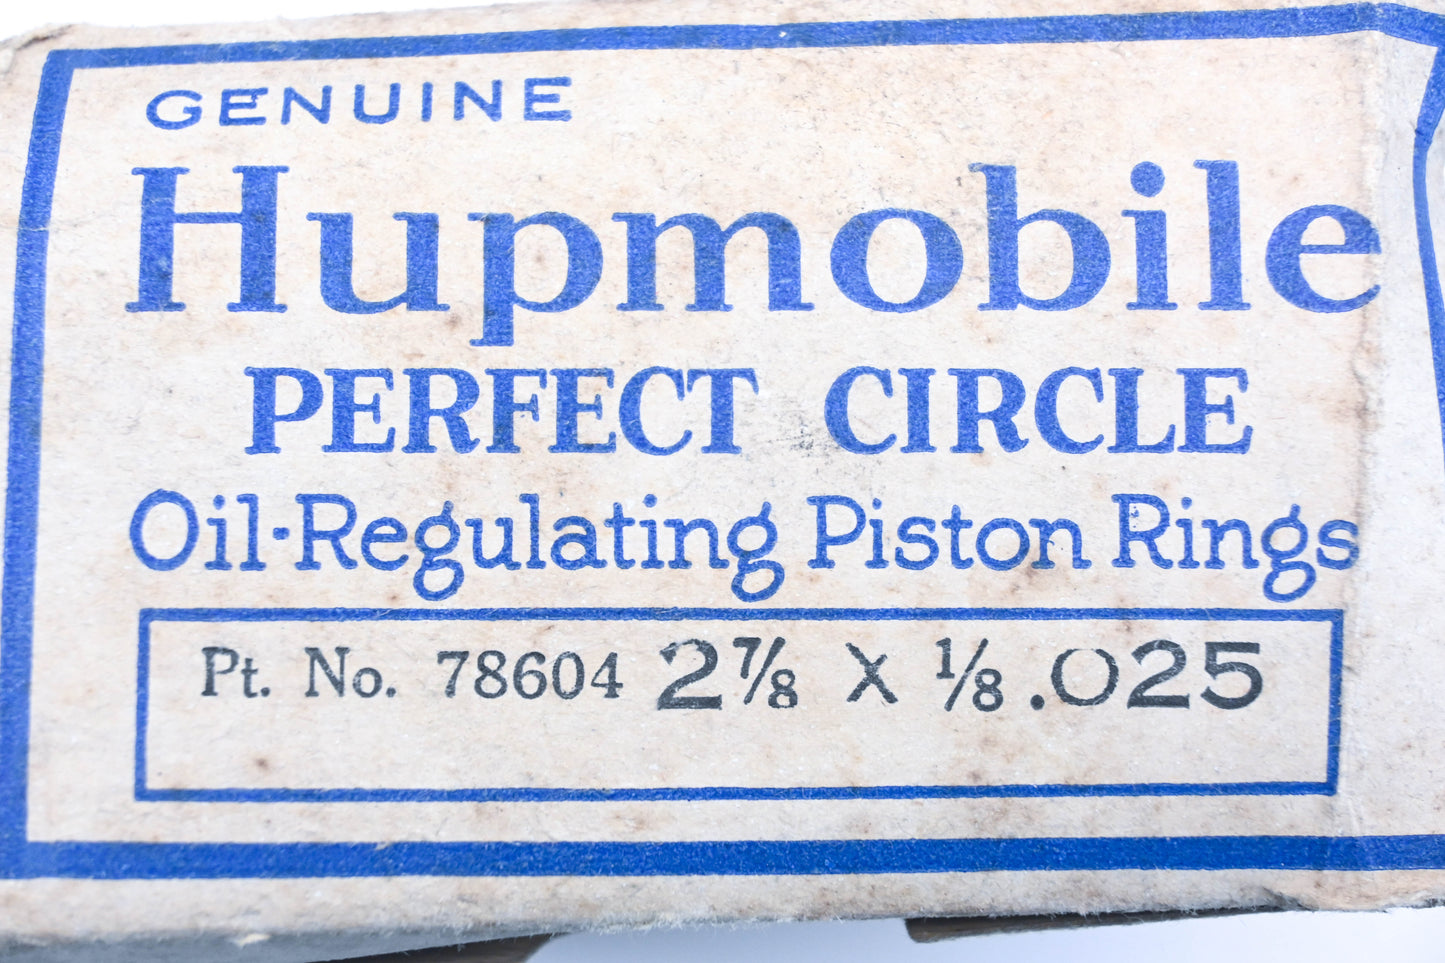 GENUINE
Hupmobile
PERFECT CIRCLE
Oil-Regulating Piston Rings
Pt. No. 78604 2⅞ X ⅛ .025